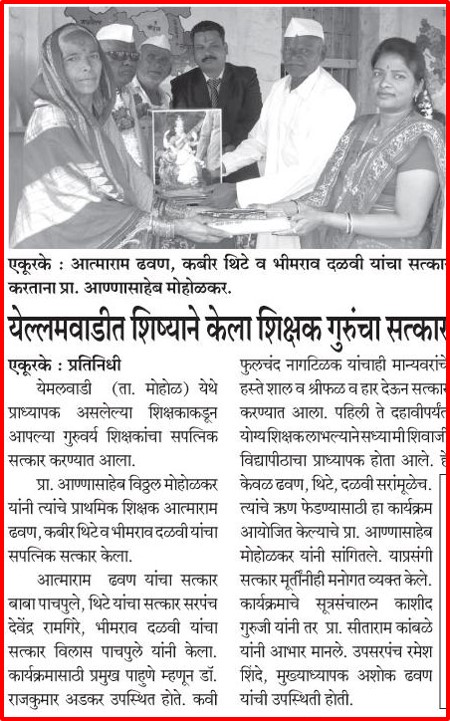 एकूरके : आत्माराम ढवण, कबीर थिटे व भीमराव दळवी यांचा सत्कार
करताना प्रा. आण्णासाहेब मोहोळकर.
येल्लमवाडीत शिष्याने केला शिक्षक गुरुंचा सत्कार
एकूरके : प्रतिनिधी
येमलवाडी (ता. मोहोळ) येथे
प्राध्यापक असलेल्या शिक्षकाकडून
आपल्या गुरुवर्य शिक्षकांचा सपत्निक
सत्कार करण्यात आला.
प्रा. आण्णासाहेब विठ्ठल मोहोळकर
यांनी त्यांचे प्राथमिक शिक्षक आत्माराम
ढवण, कबीर थिटे व भीमराव दळवी यांचा
सपत्निक सत्कार केला.
आत्माराम ढवण यांचा सत्कार
बाबा पाचपुले, थिटे यांचा सत्कार सरपंच
देवेंद्र रामगिरे, भीमराव दळवी यांचा
सत्कार विलास पाचपुले यांनी केला.
कार्यक्रमासाठी प्रमुख पाहुणे म्हणून डॉ.
राजकुमार अडकर उपस्थित होते. कवी
फुलचंद नागटिळक यांचाही मान्यवरांचे
हस्ते शाल व श्रीफळ व हार देऊन सत्कार
करण्यात आला. पहिली ते दहावीपर्यंत
योग्य शिक्षक लाभल्याने सध्या मी शिवाजी
विद्यापीठाचा प्राध्यापक होता आले. हे
केवळ ढवण, थिटे, दळवी सरांमूळेच.
त्यांचे ऋण फेडण्यासाठी हा कार्यक्रम
आयोजित केल्याचे प्रा. आण्णासाहेब
मोहोळकर यांनी सांगितले. याप्रसंगी
सत्कार मूर्तींनीही मनोगत व्यक्त केले.
कार्यक्रमाचे सूत्रसंचालन काशीद
गुरुजी यांनी तर प्रा. सीताराम कांबळे
यांनी आभार मानले. उपसरपंच रमेश
शिंदे, मुख्याध्यापक अशोक ढवण
यांची उपस्थिती होती.